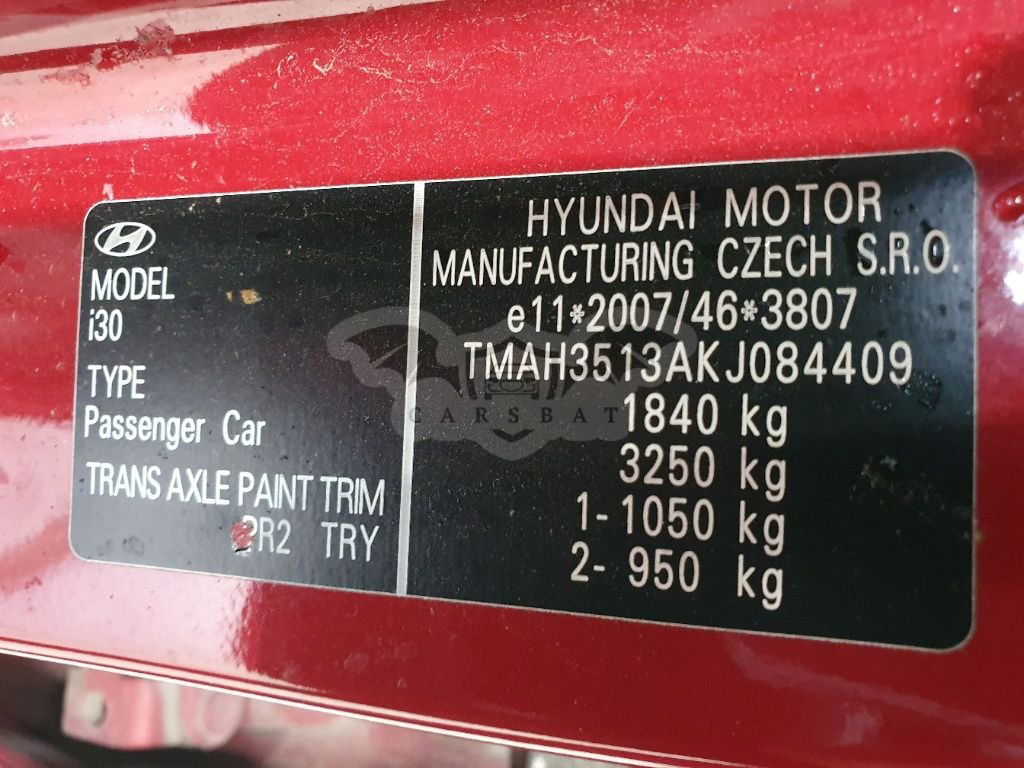 MODEL
i30
TYPE
Passenger Car
TRANS AXLE PAINT TRIM
PR2 TRY
HYUNDAI MOTOR
MANUFACTURING CZECH S.R.O.
e11*2007/46*3807
TMAH3513AKJ084409
1840 kg
3250 kg
1- 1050 kg
2- 950 kg
CARSBAT